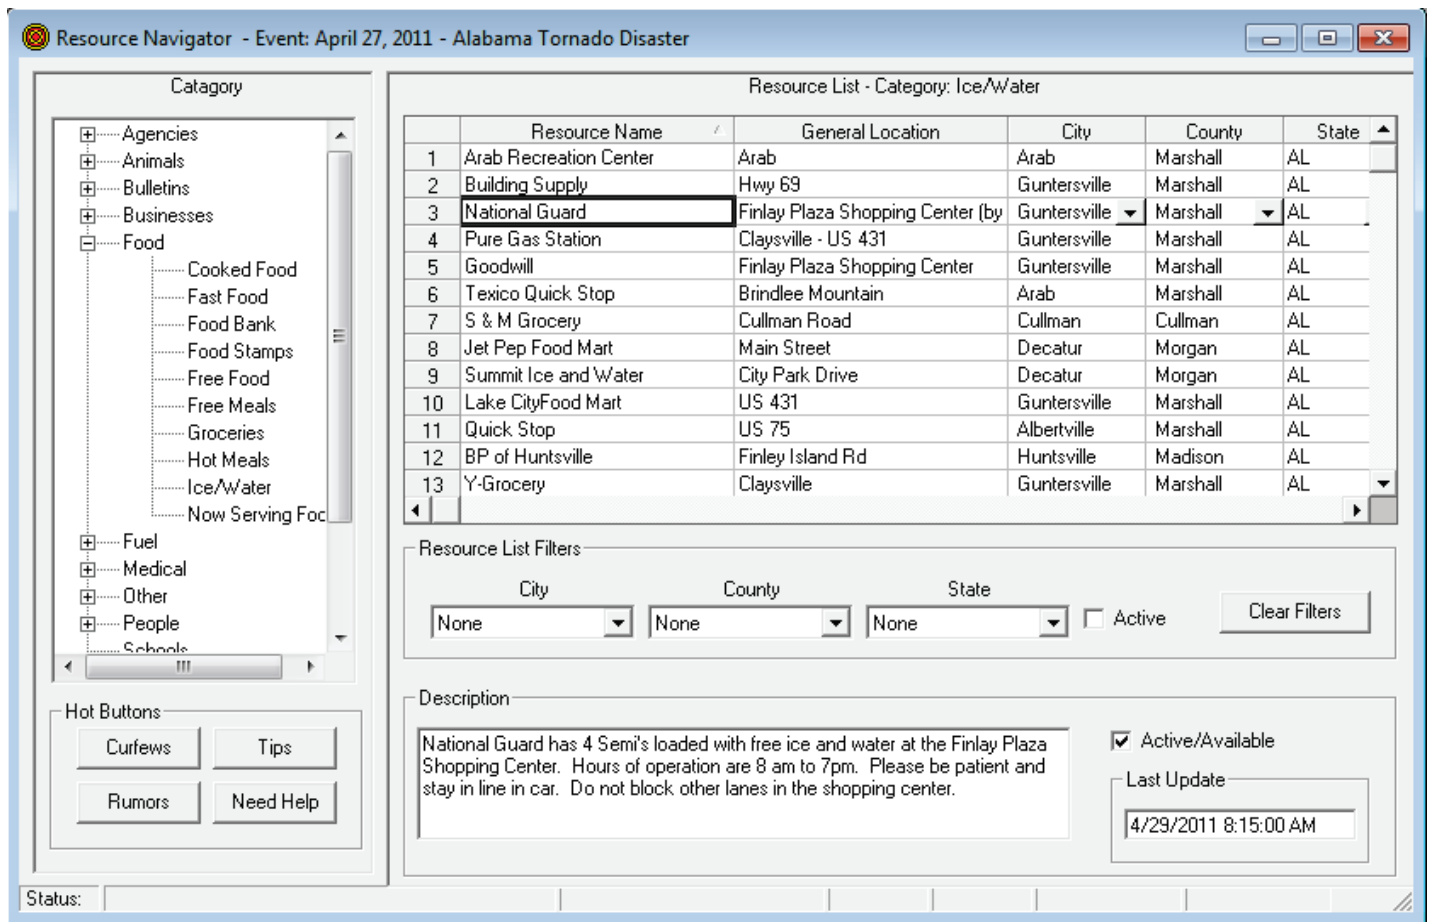 Resource Navigator - Event: April 27, 2011 - Alabama Tornado Disaster
Catagory
Agencies
Animals
Bulletins
Businesses
Food
Cooked Food
Fast Food
Food Bank
Food Stamps
Free Food
Free Meals
Groceries
Hot Meals
Ice/Water
Now Serving Foo
Fuel
Medical
Other
People
Schools
Hot Buttons
Curfews Tips
Rumors Need Help
Resource List - Category: Ice/Water
Resource Name General Location City County State
1 Arab Recreation Center Arab Arab Marshall AL
2 Building Supply Hwy 69 Guntersville Marshall AL
3 National Guard Finlay Plaza Shopping Center (by Guntersville Marshall AL
4 Pure Gas Station Claysville - US 431 Guntersville Marshall AL
5 Goodwill Finlay Plaza Shopping Center Guntersville Marshall AL
6 Texico Quick Stop Brindlee Mountain Arab Marshall AL
7 S & M Grocery Cullman Road Cullman Cullman AL
8 Jet Pep Food Mart Main Street Decatur Morgan AL
9 Summit Ice and Water City Park Drive Decatur Morgan AL
10 Lake CityFood Mart US 431 Guntersville Marshall AL
11 Quick Stop US 75 Albertville Marshall AL
12 BP of Huntsville Finley Island Rd Huntsville Madison AL
13 Y-Grocery Claysville Guntersville Marshall AL
Resource List Filters
City County State
None None None Active Clear Filters
Description
National Guard has 4 Semi's loaded with free ice and water at the Finlay Plaza
Shopping Center. Hours of operation are 8 am to 7pm. Please be patient and
stay in line in car. Do not block other lanes in the shopping center.
Active/Available
Last Update
4/29/2011 8:15:00 AM
Status: